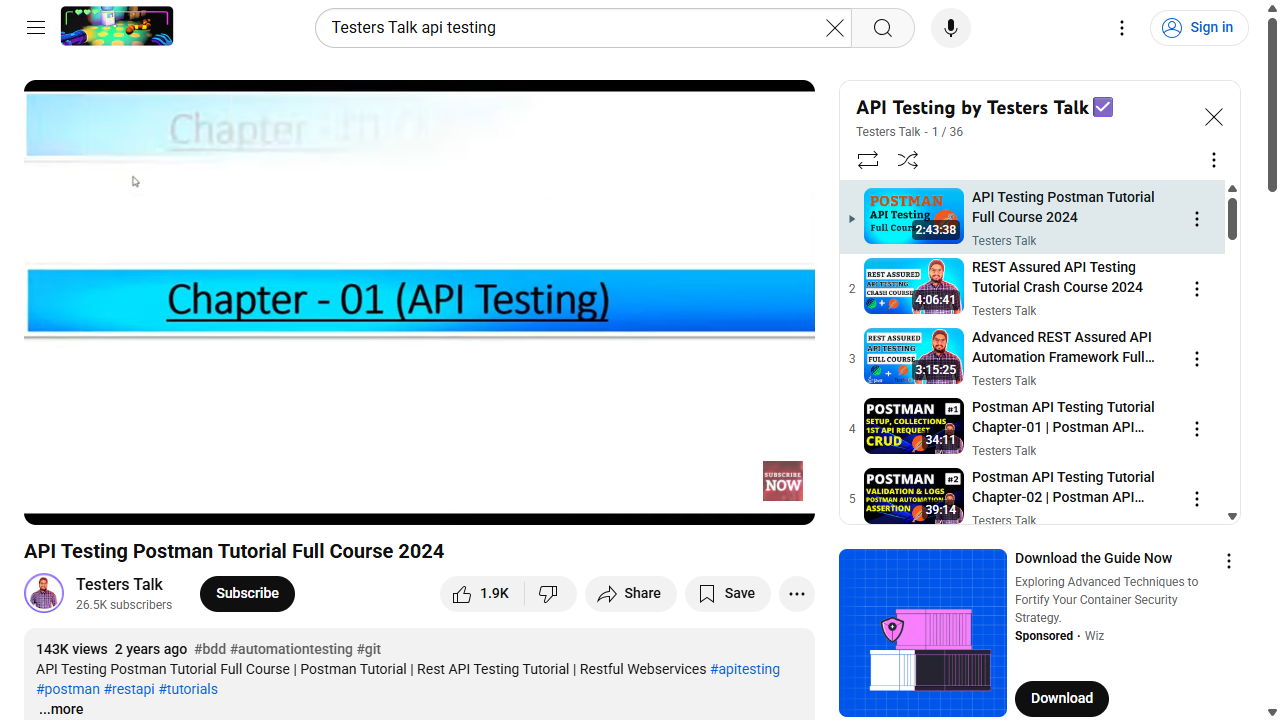 Testers Talk api testing
Sign in
Chapter - 01 (A
Chapter - 01 (API Testing)
SUBSCRIBE
NOW
API Testing by Testers Talk ☑
Testers Talk - 1 / 36
POSTMAN
API Testing
Full Cour
2:43:38
API Testing Postman Tutorial
Full Course 2024
Testers Talk
2
REST ASSURED
API TESTING
CRASH COURSE
4:06:41
REST Assured API Testing
Tutorial Crash Course 2024
Testers Talk
3
REST ASSURED
API TESTING
FULL COURSE
3:15:25
Advanced REST Assured API
Automation Framework Full...
Testers Talk
4
POSTMAN #1
SETUP, COLLECTIONS
1ST API REQUEST
CRUD
34:11
Postman API Testing Tutorial
Chapter-01 | Postman API...
Testers Talk
5
POSTMAN #2
VALIDATION & LOGS
POSTMAN AUTOMATION
ASSERTION
39:14
Postman API Testing Tutorial
Chapter-02 | Postman API...
Testers Talk
API Testing Postman Tutorial Full Course 2024
Testers Talk
26.5K subscribers
Subscribe
1.9K
Share
Save
143K views 2 years ago #bdd #automationtesting #git
API Testing Postman Tutorial Full Course | Postman Tutorial | Rest API Testing Tutorial | Restful Webservices #apitesting
#postman #restapi #tutorials
...more
Download the Guide Now
Exploring Advanced Techniques to
Fortify Your Container Security
Strategy.
Sponsored · Wiz
Download